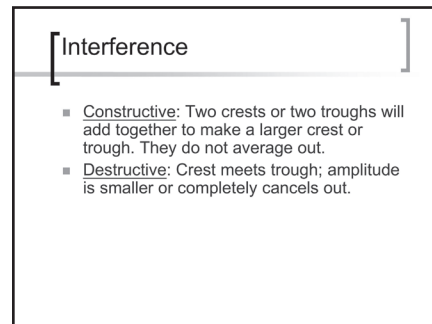 Interference
Constructive: Two crests or two troughs will
add together to make a larger crest or
trough. They do not average out.
Destructive: Crest meets trough; amplitude
is smaller or completely cancels out.